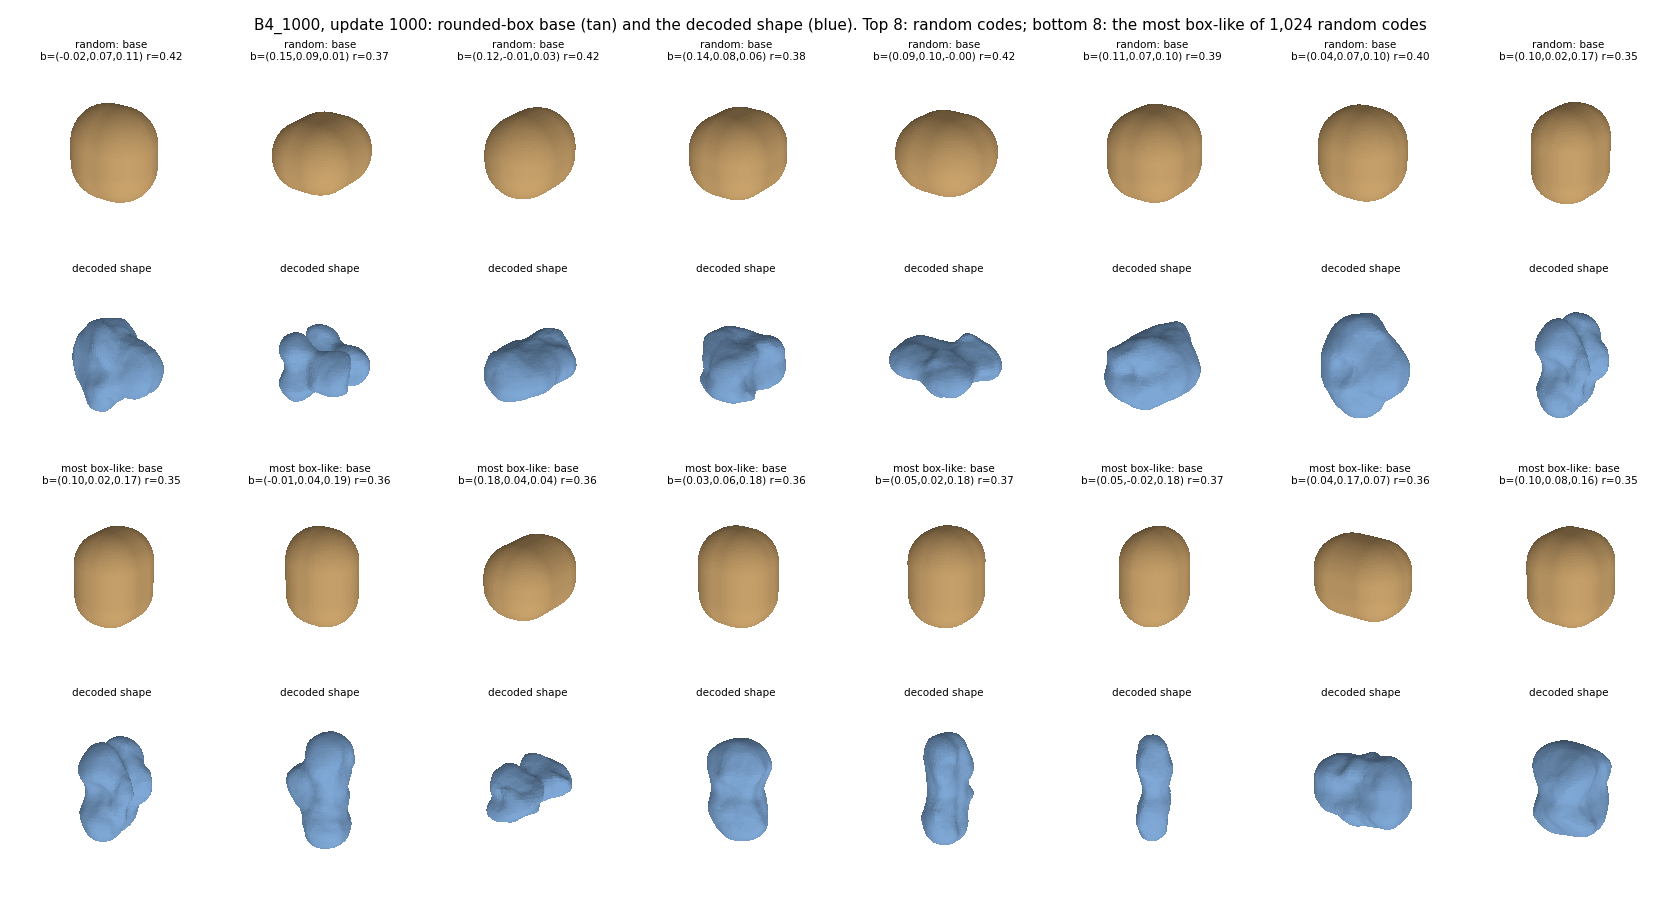 B4_1000, update 1000: rounded-box base (tan) and the decoded shape (blue). Top 8: random codes; bottom 8: the most box-like of 1,024 random codes
random: base
b=(-0.02,0.07,0.11) r=0.42
random: base
b=(0.15,0.09,0.01) r=0.37
random: base
b=(0.12,-0.01,0.03) r=0.42
random: base
b=(0.14,0.08,0.06) r=0.38
random: base
b=(0.09,0.10,-0.00) r=0.42
random: base
b=(0.11,0.07,0.10) r=0.39
random: base
b=(0.04,0.07,0.10) r=0.40
random: base
b=(0.10,0.02,0.17) r=0.35
decoded shape
decoded shape
decoded shape
decoded shape
decoded shape
decoded shape
decoded shape
decoded shape
most box-like: base
b=(0.10,0.02,0.17) r=0.35
most box-like: base
b=(-0.01,0.04,0.19) r=0.36
most box-like: base
b=(0.18,0.04,0.04) r=0.36
most box-like: base
b=(0.03,0.06,0.18) r=0.36
most box-like: base
b=(0.05,0.02,0.18) r=0.37
most box-like: base
b=(0.05,-0.02,0.18) r=0.37
most box-like: base
b=(0.04,0.17,0.07) r=0.36
most box-like: base
b=(0.10,0.08,0.16) r=0.35
decoded shape
decoded shape
decoded shape
decoded shape
decoded shape
decoded shape
decoded shape
decoded shape